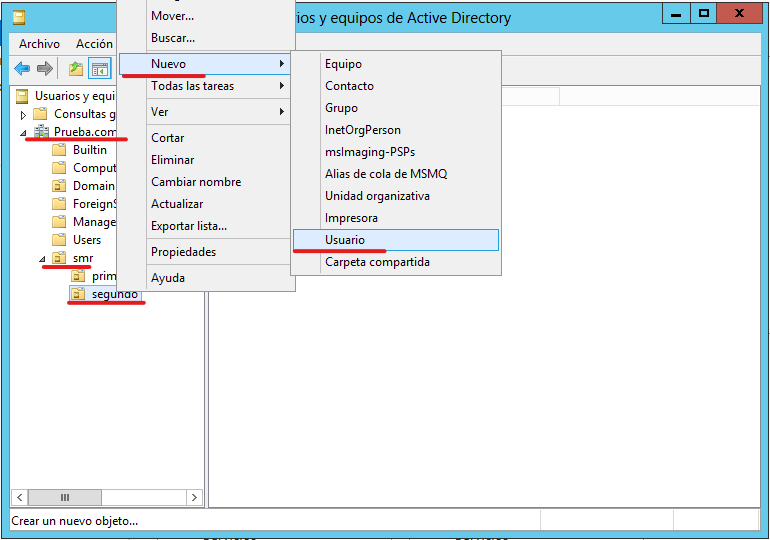 ios y equipos de Active Directory
Archivo Acción
Mover...
Buscar...
Nuevo
Todas las tareas
Ver
Cortar
Eliminar
Cambiar nombre
Actualizar
Exportar lista...
Propiedades
Ayuda
Equipo
Contacto
Grupo
InetOrgPerson
msImaging-PSPs
Alias de cola de MSMQ
Unidad organizativa
Impresora
Usuario
Carpeta compartida
Usuarios y equi
Consultas g
Prueba.com
Builtin
Comput
Domain
ForeignS
Manage
Users
smr
prim
segundo
Crear un nuevo objeto...